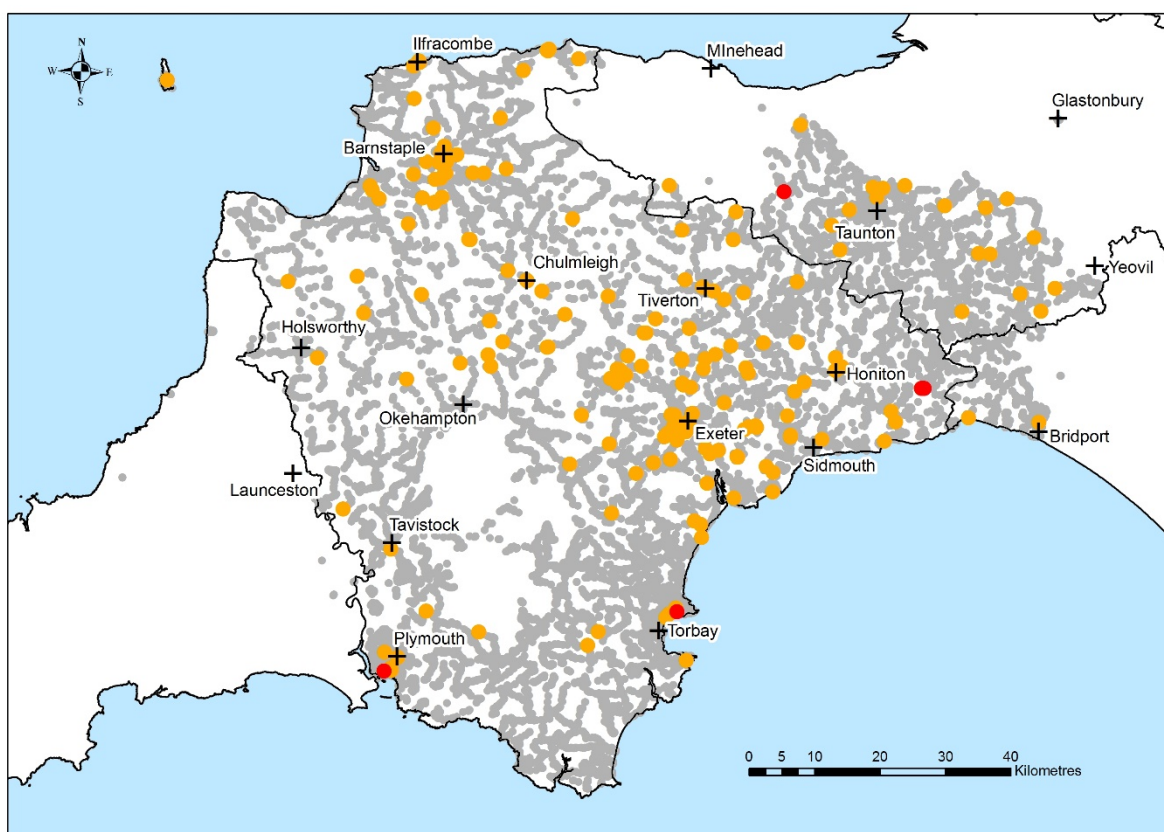 Ilfracombe
MInehead
N
W
E
S
Glastonbury
Barnstaple
Taunton
Chulmleigh
Yeovil
Tiverton
Holsworthy
Honiton
Okehampton
Exeter
Bridport
Sidmouth
Launceston
Tavistock
Torbay
Plymouth
0 5 10 20 30 40
Kilometres